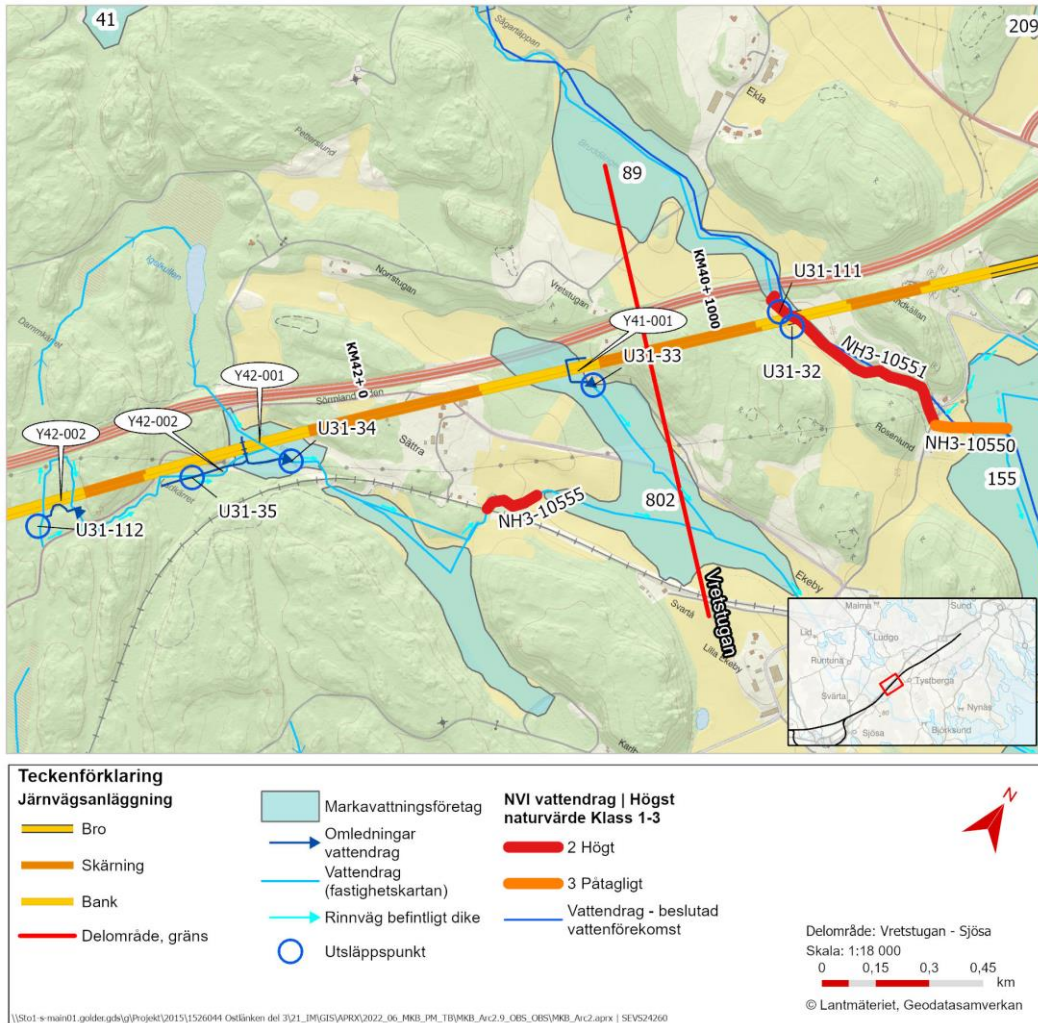 41
209
Sågartäppan
Ekla
Petterslund
89
U31-111
Igelkullen
Norrstugan
Vretstugan
KM40+ 1000
Y41-001
Dammkärret
KM42+ 0
U31-33
NH3-10551
Y42-001
U31-32
Y42-002
Sörmland
U31-34
Rosenlund
NH3-10550
Y42-002
Sättra
155
U31-35
NH3-10555
802
U31-112
Ekeby
Vretstugan
Svartå
Lilla Ekeby
Malma
Sund
Lid
Ludgo
Runtuna
Tystberga
Svärta
Nynäs
Sjösa
Björksund
Teckenförklaring
Järnvägsanläggning
Bro
Skärning
Bank
Delområde, gräns
Markavattningsföretag
Omledningar
vattendrag
Vattendrag
(fastighetskartan)
Rinnväg befintligt dike
Utsläppspunkt
NVI vattendrag | Högst
naturvärde Klass 1-3
2 Högt
3 Påtagligt
Vattendrag - beslutad
vattenförekomst
N
Delområde: Vretstugan - Sjösa
Skala: 1:18 000
0 0,15 0,3 0,45
km
© Lantmäteriet, Geodatasamverkan
\\Sto1-s-main01.golder.gds\g\Projekt\2015\1526044 Ostlänken del 3\21_IM\GIS\APRX\2022_06_MKB_PM_TB\MKB_Arc2.9_OBS_OBS\MKB_Arc2.aprx | SEVS24260